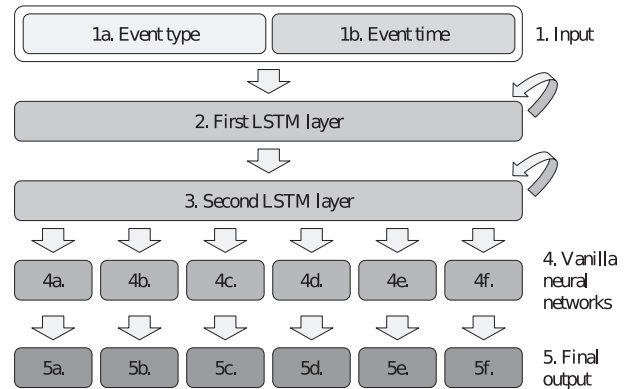 1a. Event type
1b. Event time
1. Input
2. First LSTM layer
3. Second LSTM layer
4a.
4b.
4c.
4d.
4e.
4f.
4. Vanilla
neural
networks
5a.
5b.
5c.
5d.
5e.
5f.
5. Final
output